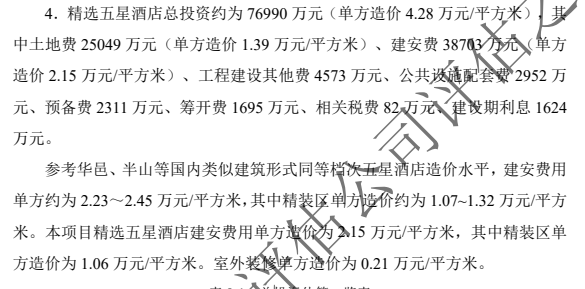 4．精选五星酒店总投资约为 76990 万元（单方造价 4.28 万元/平方米），其
中土地费 25049 万元（单方造价 1.39 万元/平方米）、建安费 38703 万元（单方
造价 2.15 万元/平方米）、工程建设其他费 4573 万元、公共设施配套费 2952 万
元、预备费 2311 万元、筹开费 1695 万元、相关税费 82 万元、建设期利息 1624
万元。
参考华邑、半山等国内类似建筑形式同等档次五星酒店造价水平，建安费用
单方约为 2.23～2.45 万元/平方米,其中精装区单方造价约为 1.07~1.32 万元/平方
米。本项目精选五星酒店建安费用单方造价为 2.15 万元/平方米，其中精装区单
方造价为 1.06 万元/平方米。室外装修单方造价为 0.21 万元/平方米。
评估公司评估之